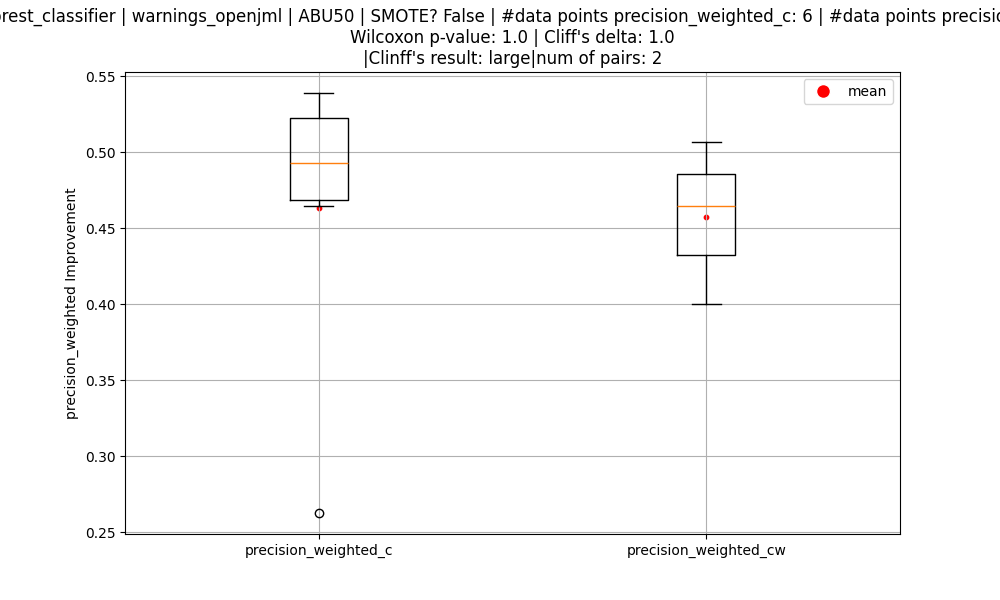 rest_classifier | warnings_openjml | ABU50 | SMOTE? False | #data points precision_weighted_c: 6 | #data points precisio
Wilcoxon p-value: 1.0 | Cliff's delta: 1.0
|Clinff's result: large|num of pairs: 2
mean
0.55
0.50
0.45
0.40
0.35
0.30
0.25
precision_weighted Improvement
precision_weighted_c
precision_weighted_cw